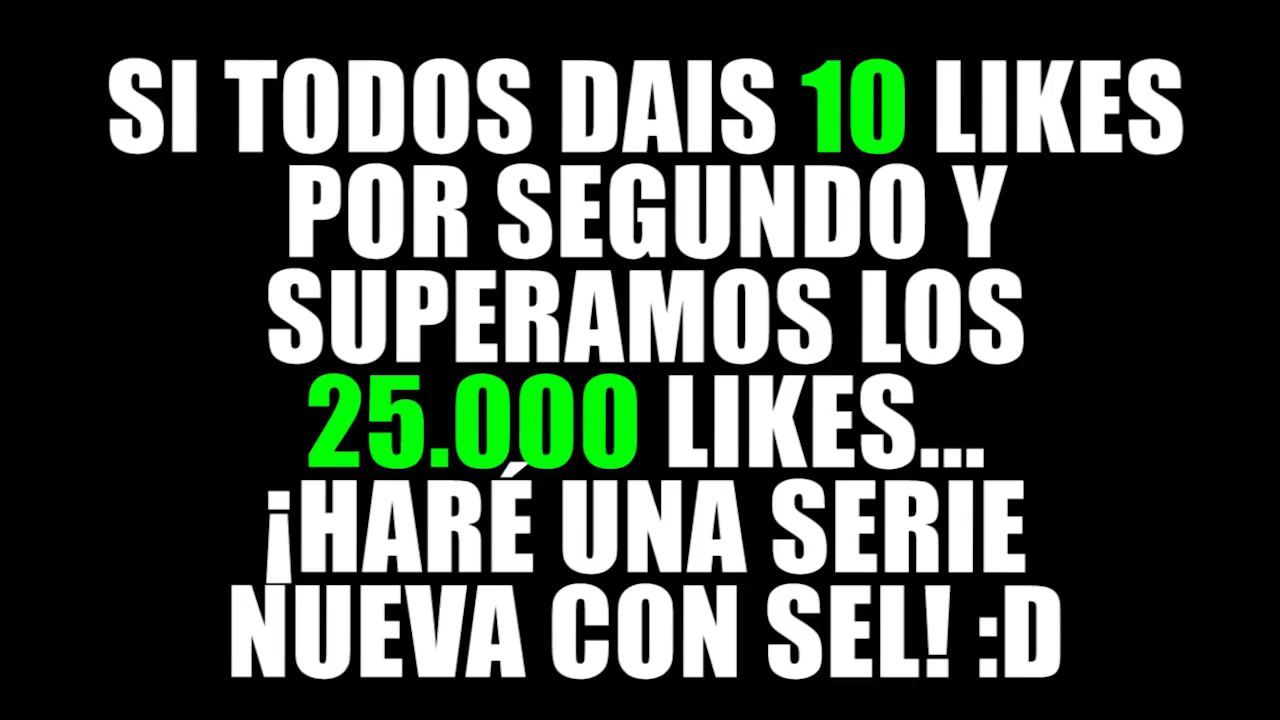 SI TODOS DAIS 10 LIKES
POR SEGUNDO Y
SUPERAMOS LOS
25.000 LIKES...
¡HARÉ UNA SERIE
NUEVA CON SEL! :D